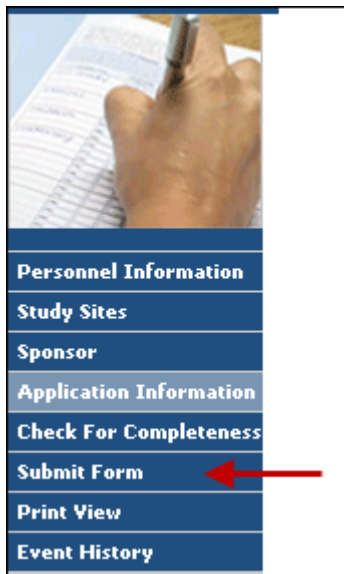 Personnel Information
Study Sites
Sponsor
Application Information
Check For Completeness
Submit Form
Print View
Event History